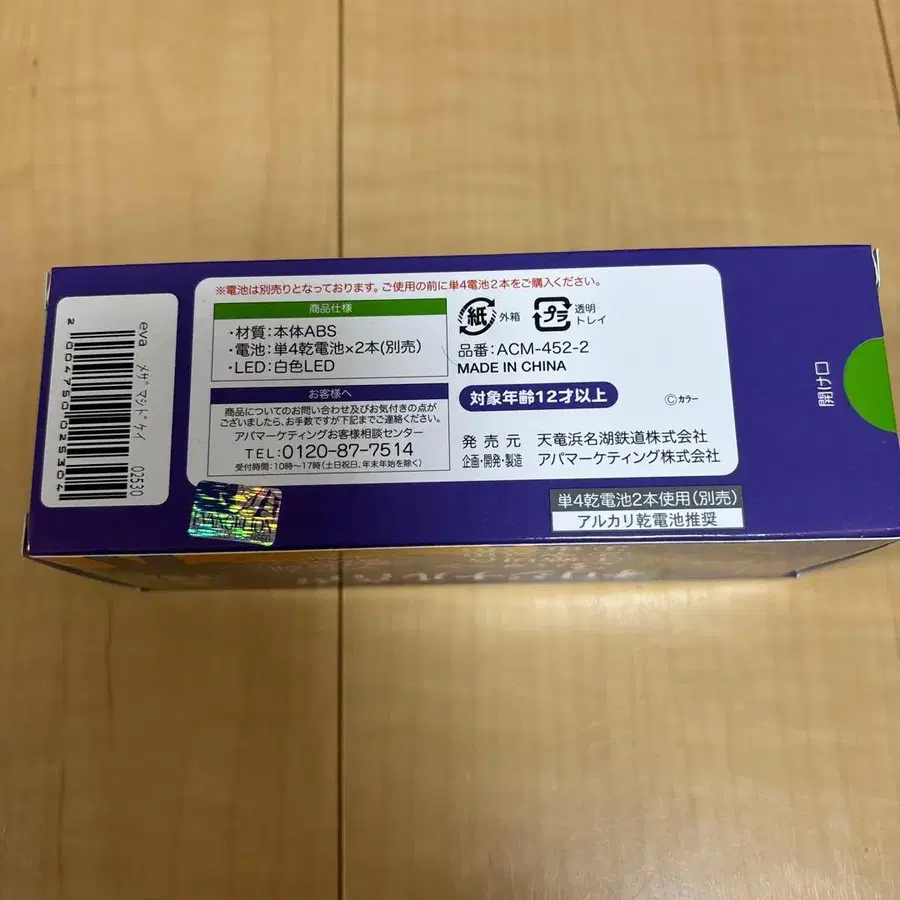 ※電池は別売りとなっております。ご使用の前に単4電池2本をご購入ください。
商品仕様
・材質:本体ABS
・電池:単4乾電池×2本(別売)
・LED:白色LED
お客様へ
商品についてのお問い合わせ及びお気付きの点が
ございましたら、お手数ですが下記までご連絡ください。
アパマーケティングお客様相談センター
TEL:0120-87-7514
受付時間:10時〜17時(土日祝日、年末年始を除く)
紙 外箱
プラ 透明
トレイ
品番:ACM-452-2
MADE IN CHINA
対象年齢12才以上
©カラー
発売元 天竜浜名湖鉄道株式会社
企画・開発・製造 アパマーケティング株式会社
単4乾電池2本使用(別売)
アルカリ乾電池推奨
開け口
eva メザマシドケイ
02530
2004750025304
EVANGELION